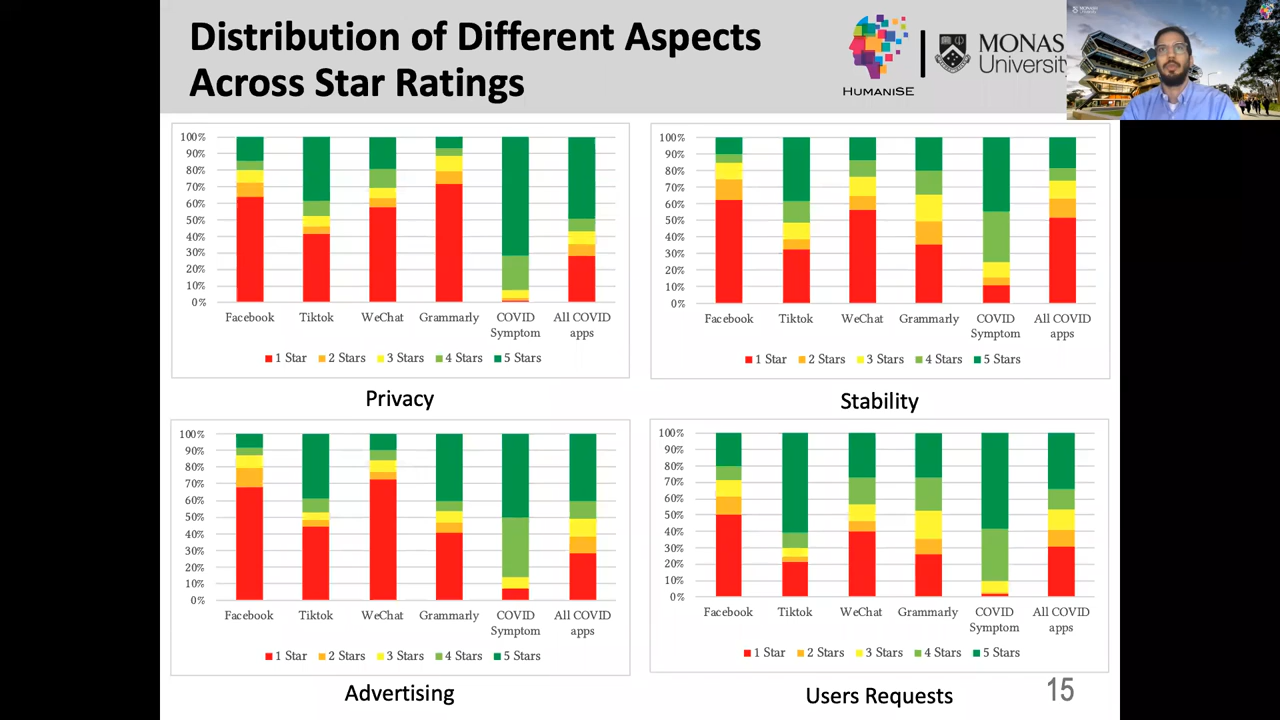 Distribution of Different Aspects
Across Star Ratings
HUMANISE
MONAS
University
MONASH
University
100%
90%
80%
70%
60%
50%
40%
30%
20%
10%
0%
Facebook Tiktok WeChat Grammarly COVID Symptom All COVID apps
1 Star 2 Stars 3 Stars 4 Stars 5 Stars
Privacy
100%
90%
80%
70%
60%
50%
40%
30%
20%
10%
0%
Facebook Tiktok WeChat Grammarly COVID Symptom All COVID apps
1 Star 2 Stars 3 Stars 4 Stars 5 Stars
Stability
100%
90%
80%
70%
60%
50%
40%
30%
20%
10%
0%
Facebook Tiktok WeChat Grammarly COVID Symptom All COVID apps
1 Star 2 Stars 3 Stars 4 Stars 5 Stars
Advertising
100%
90%
80%
70%
60%
50%
40%
30%
20%
10%
0%
Facebook Tiktok WeChat Grammarly COVID Symptom All COVID apps
1 Star 2 Stars 3 Stars 4 Stars 5 Stars
Users Requests
15